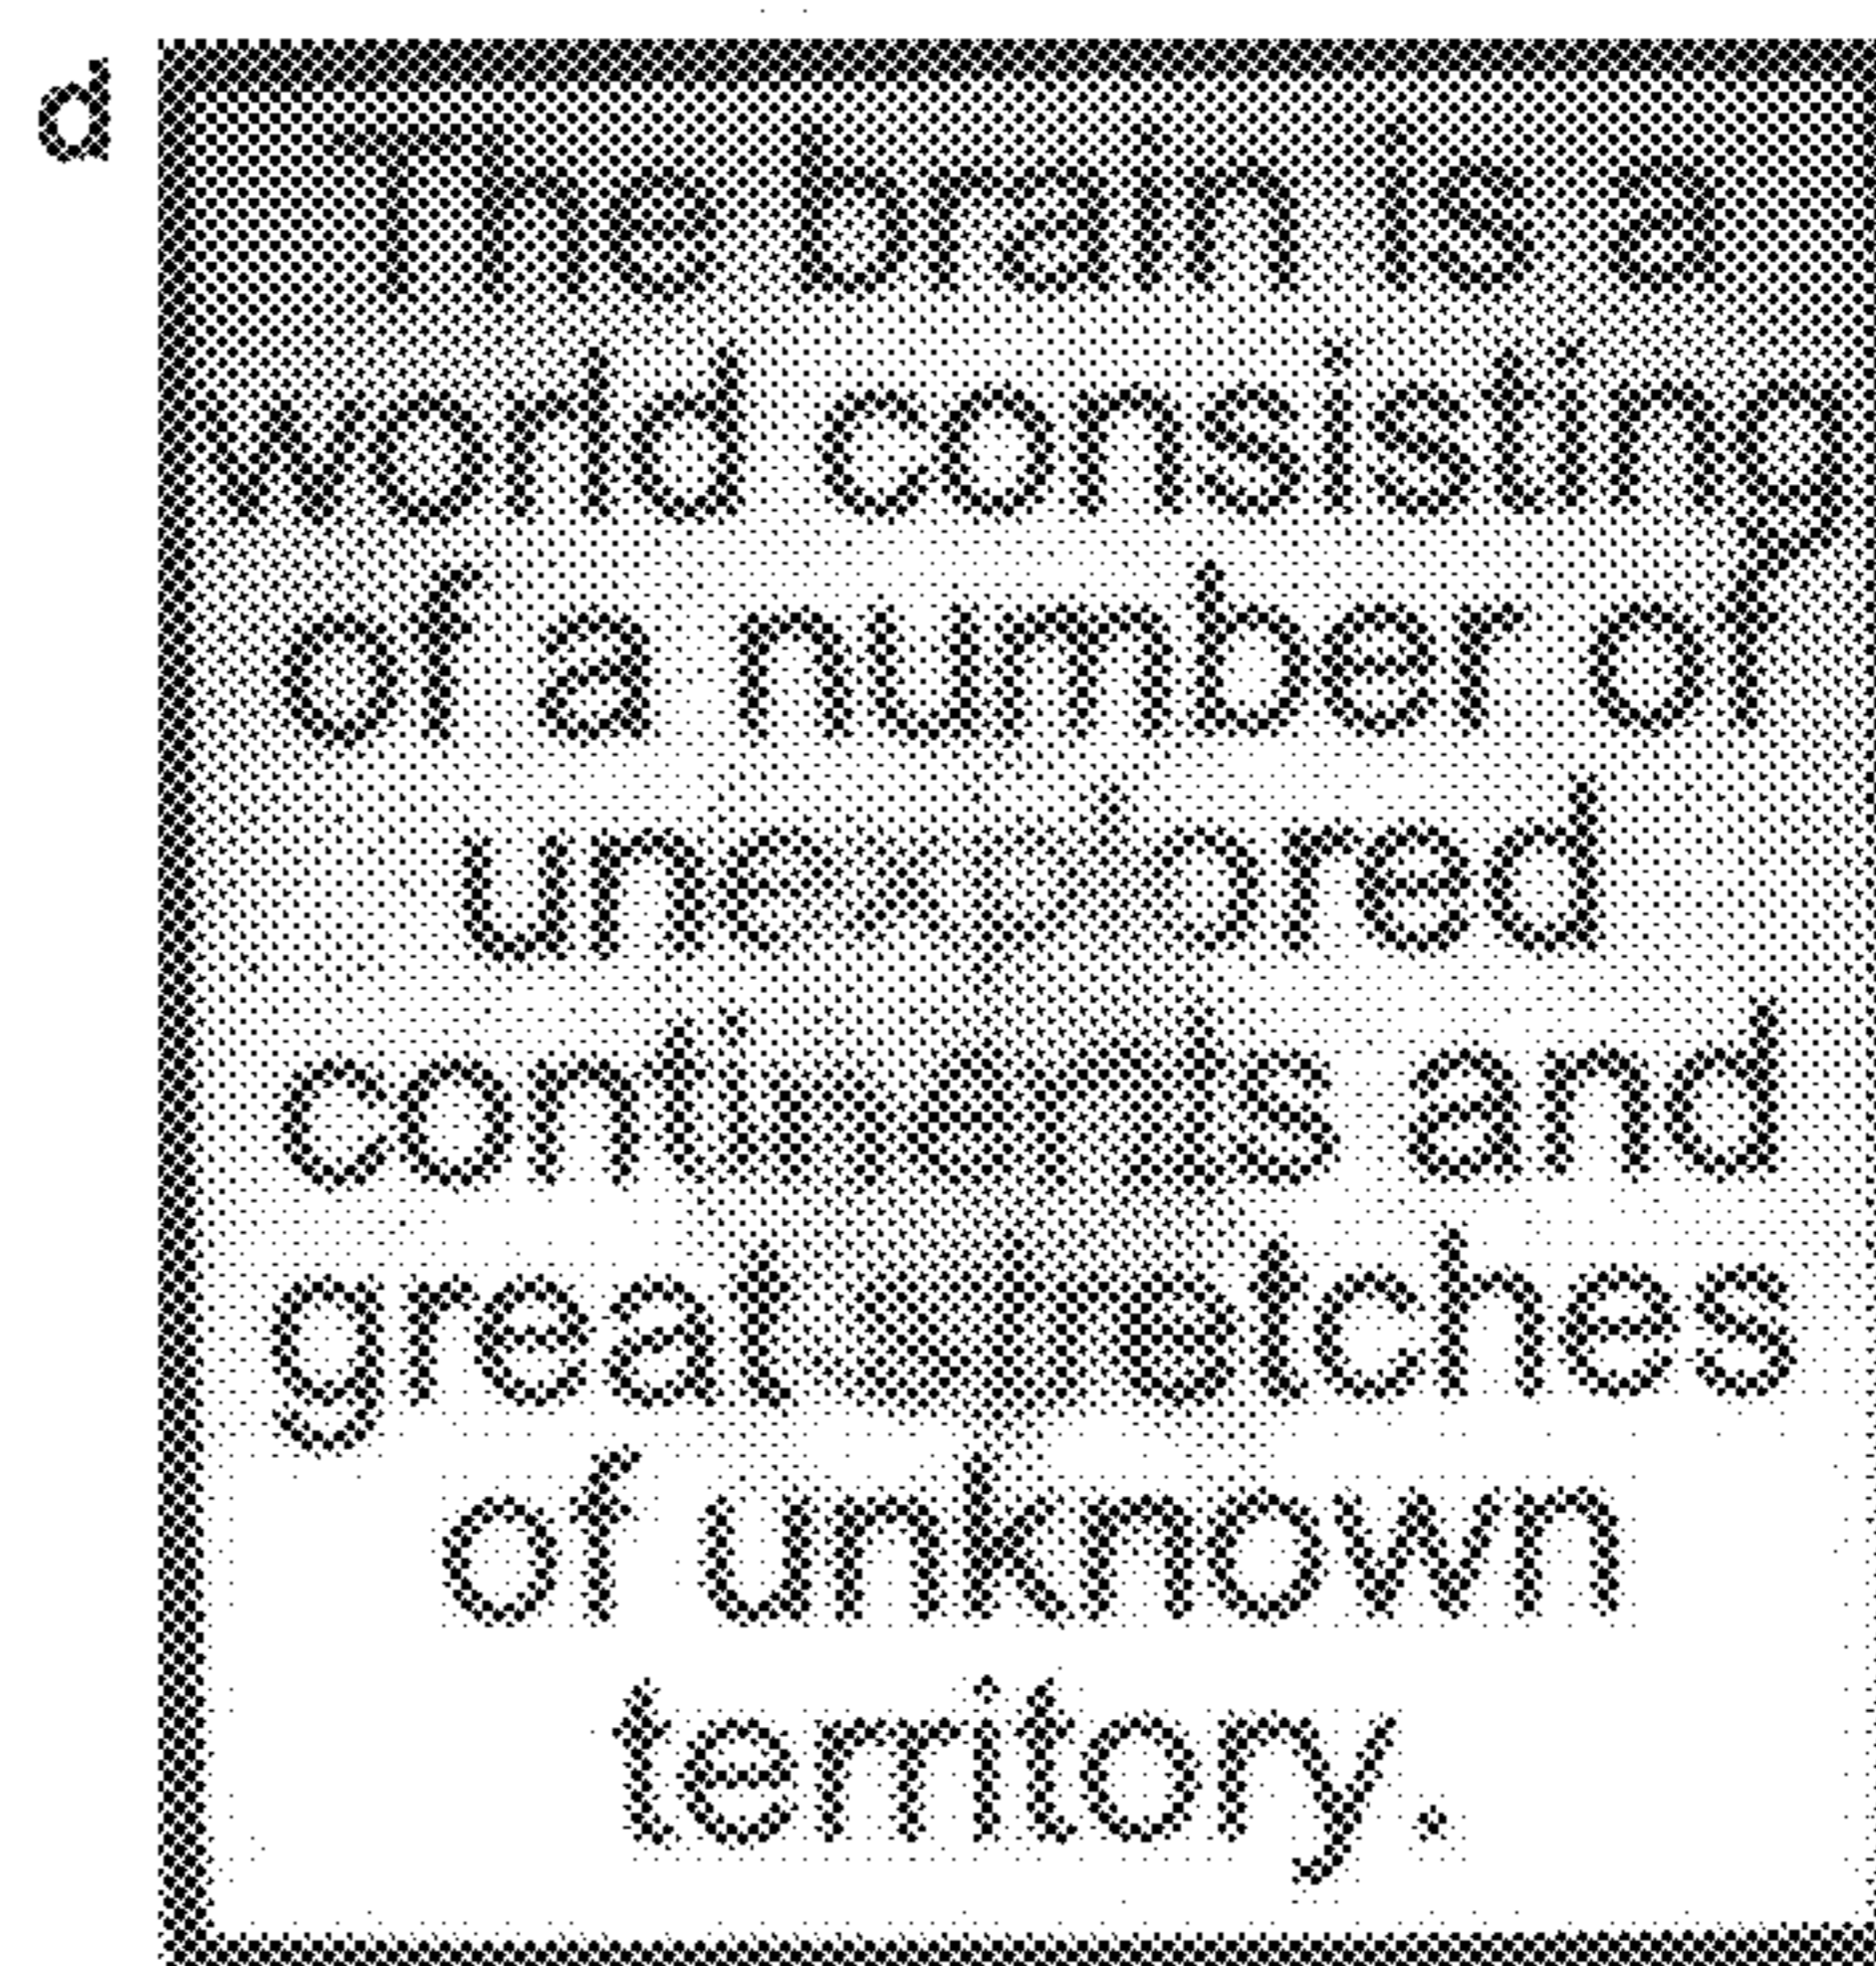 d
The brain is a
world consisting
of a number of
unexplored
continents and
great stretches
of unknown
territory.